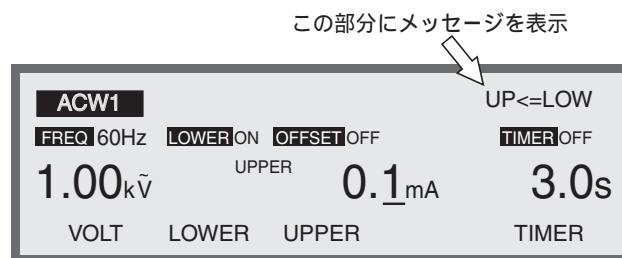 この部分にメッセージを表示
ACW1 UP<=LOW
FREQ 60Hz LOWER ON OFFSET OFF TIMER OFF
1.00kṼ UPPER 0.1mA 3.0s
VOLT LOWER UPPER TIMER